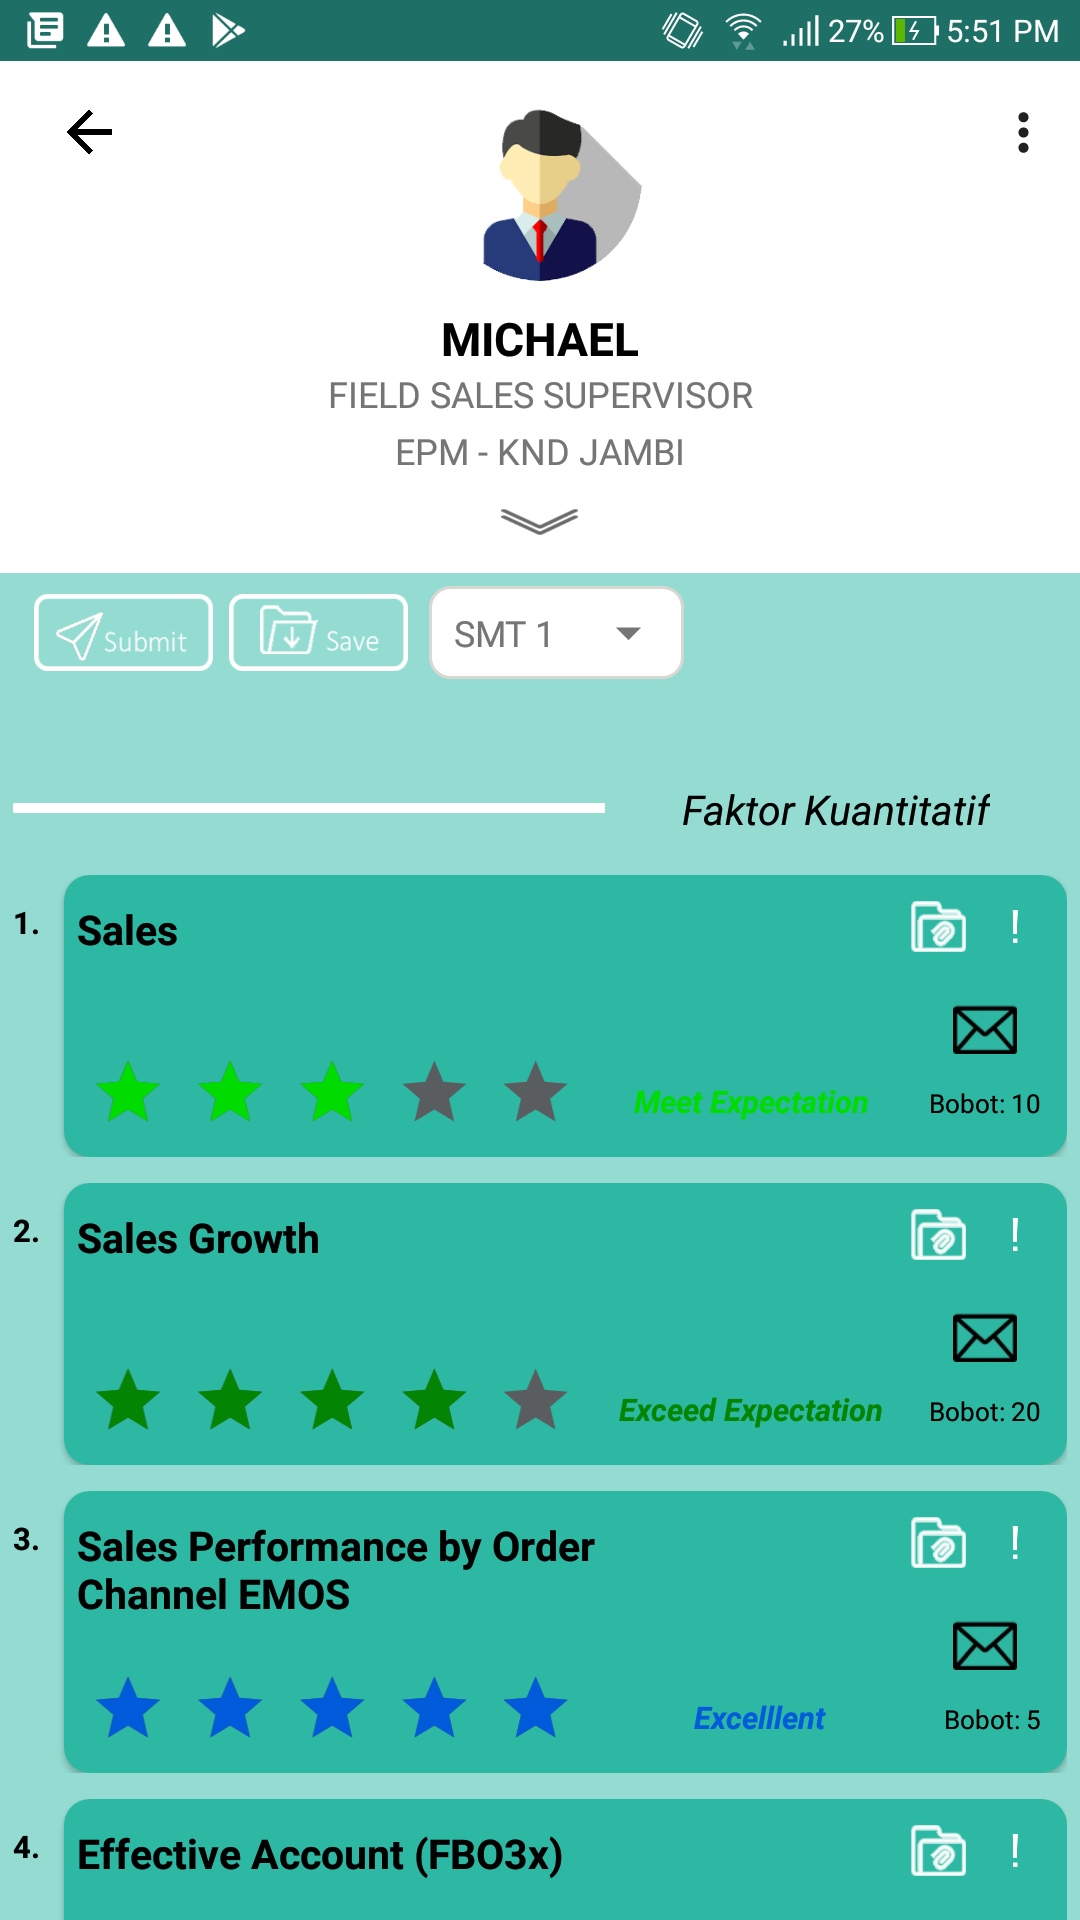 27% 5:51 PM
MICHAEL
FIELD SALES SUPERVISOR
EPM - KND JAMBI
Submit Save SMT 1
Faktor Kuantitatif
1. Sales !
Meet Expectation Bobot: 10
2. Sales Growth !
Exceed Expectation Bobot: 20
3. Sales Performance by Order !
Channel EMOS
Excelllent Bobot: 5
4. Effective Account (FBO3x) !